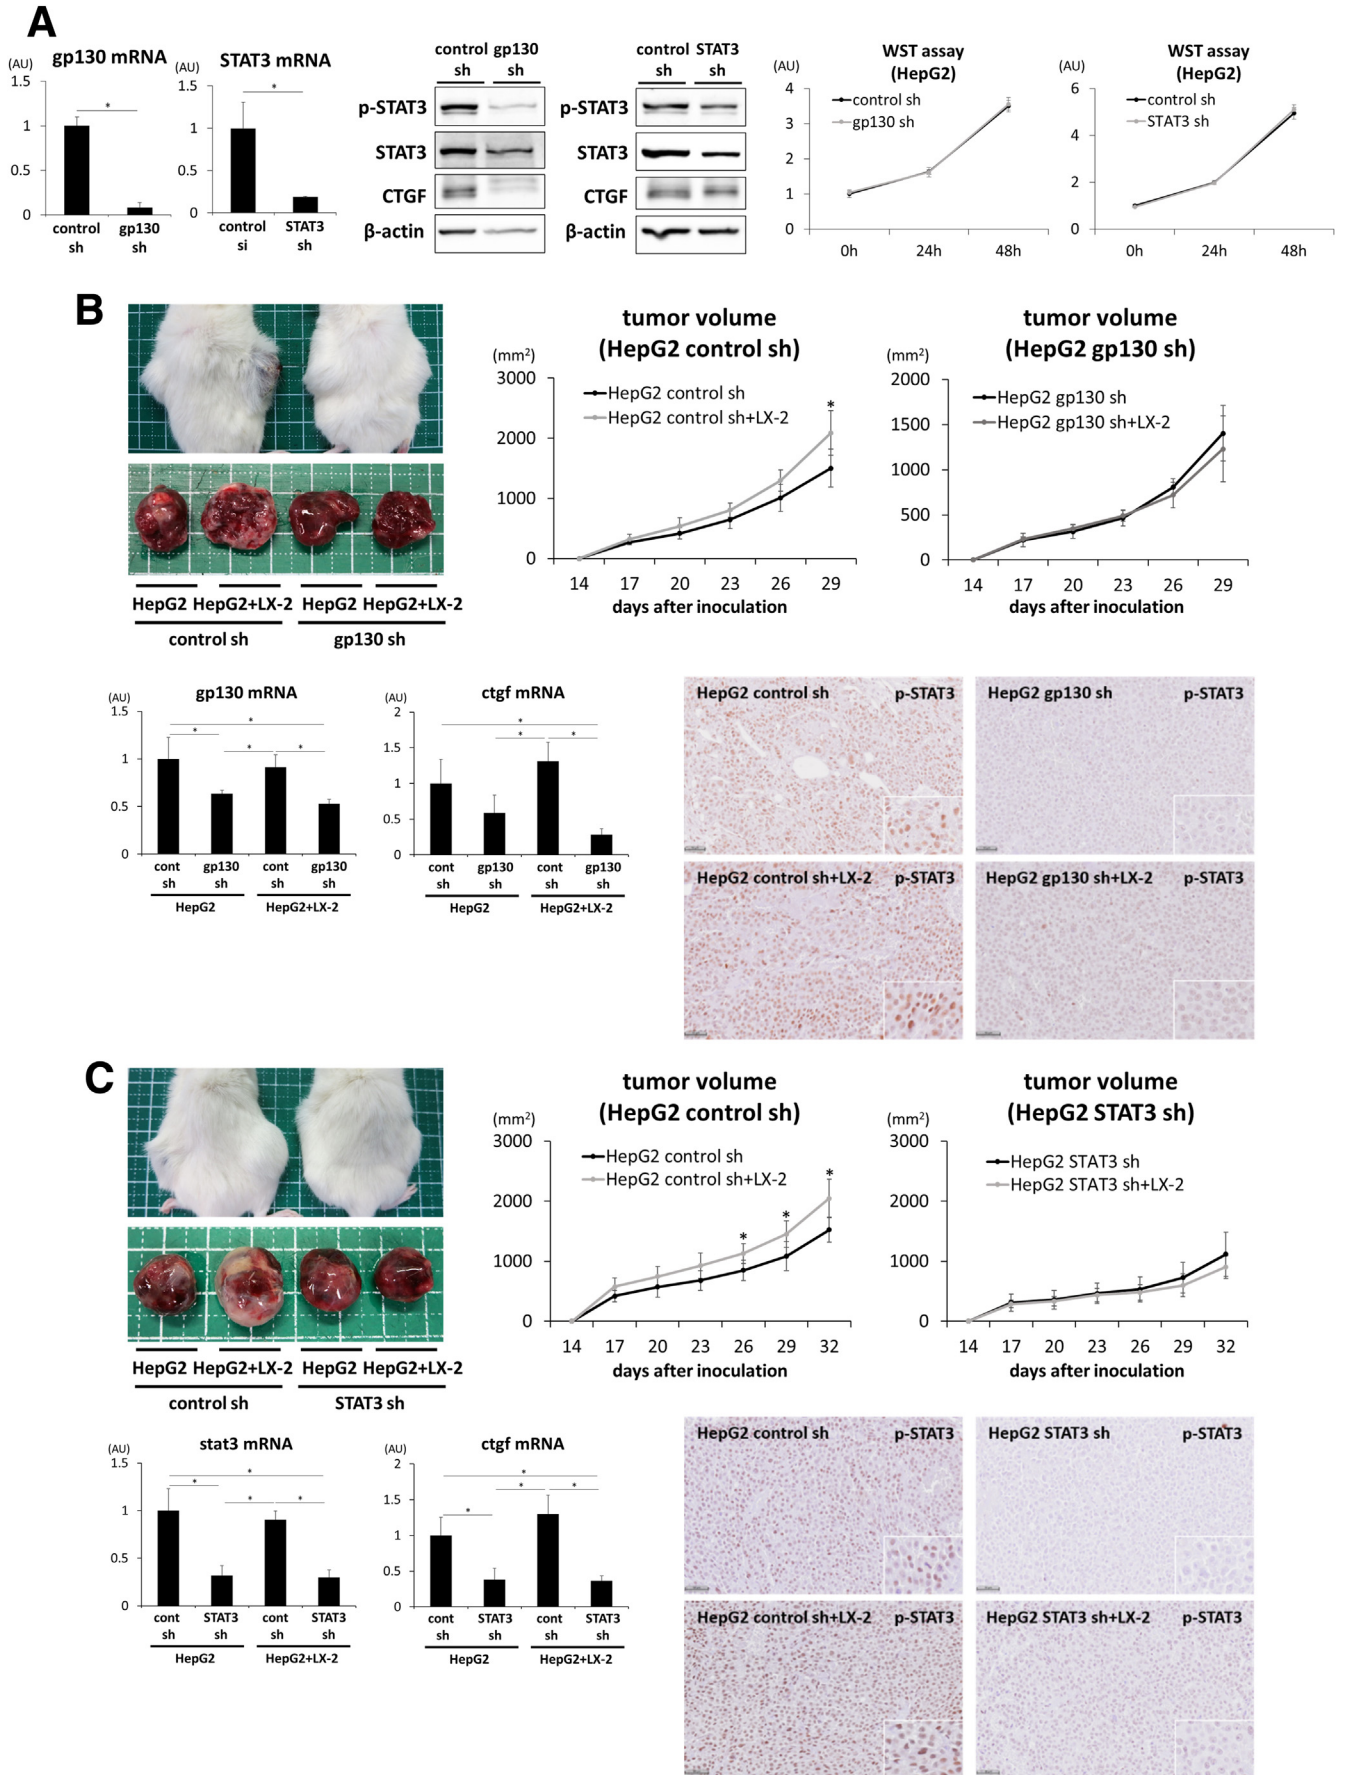 A
gp130 mRNA
(AU)
1.5
1
0.5
0
*
control sh
gp130 sh
STAT3 mRNA
(AU)
1.5
1
0.5
0
*
control si
STAT3 sh
control sh
gp130 sh
p-STAT3
STAT3
CTGF
β-actin
control sh
STAT3 sh
p-STAT3
STAT3
CTGF
β-actin
WST assay
(HepG2)
(AU)
4
3
2
1
0
control sh
gp130 sh
0h 24h 48h
WST assay
(HepG2)
(AU)
6
4
2
0
control sh
STAT3 sh
0h 24h 48h
B
HepG2 HepG2+LX-2 HepG2 HepG2+LX-2
control sh gp130 sh
tumor volume
(HepG2 control sh)
(mm2)
3000
2000
1000
0
HepG2 control sh
HepG2 control sh+LX-2
*
14 17 20 23 26 29
days after inoculation
tumor volume
(HepG2 gp130 sh)
(mm2)
2000
1500
1000
500
0
HepG2 gp130 sh
HepG2 gp130 sh+LX-2
14 17 20 23 26 29
days after inoculation
gp130 mRNA
(AU)
1.5
1
0.5
0
*
*
* *
cont sh
gp130 sh
cont sh
gp130 sh
HepG2 HepG2+LX-2
ctgf mRNA
(AU)
2
1.5
1
0.5
0
*
* *
cont sh
gp130 sh
cont sh
gp130 sh
HepG2 HepG2+LX-2
HepG2 control sh p-STAT3
HepG2 gp130 sh p-STAT3
HepG2 control sh+LX-2 p-STAT3
HepG2 gp130 sh+LX-2 p-STAT3
C
HepG2 HepG2+LX-2 HepG2 HepG2+LX-2
control sh STAT3 sh
tumor volume
(HepG2 control sh)
(mm2)
3000
2000
1000
0
HepG2 control sh
HepG2 control sh+LX-2
* * *
14 17 20 23 26 29 32
days after inoculation
tumor volume
(HepG2 STAT3 sh)
(mm2)
3000
2000
1000
0
HepG2 STAT3 sh
HepG2 STAT3 sh+LX-2
14 17 20 23 26 29 32
days after inoculation
stat3 mRNA
(AU)
1.5
1
0.5
0
*
*
* *
cont sh
STAT3 sh
cont sh
STAT3 sh
HepG2 HepG2+LX-2
ctgf mRNA
(AU)
2
1.5
1
0.5
0
*
* *
*
cont sh
STAT3 sh
cont sh
STAT3 sh
HepG2 HepG2+LX-2
HepG2 control sh p-STAT3
HepG2 STAT3 sh p-STAT3
HepG2 control sh+LX-2 p-STAT3
HepG2 STAT3 sh+LX-2 p-STAT3